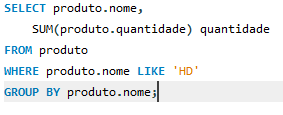 SELECT produto.nome,
SUM(produto.quantidade) quantidade
FROM produto
WHERE produto.nome LIKE 'HD'
GROUP BY produto.nome;